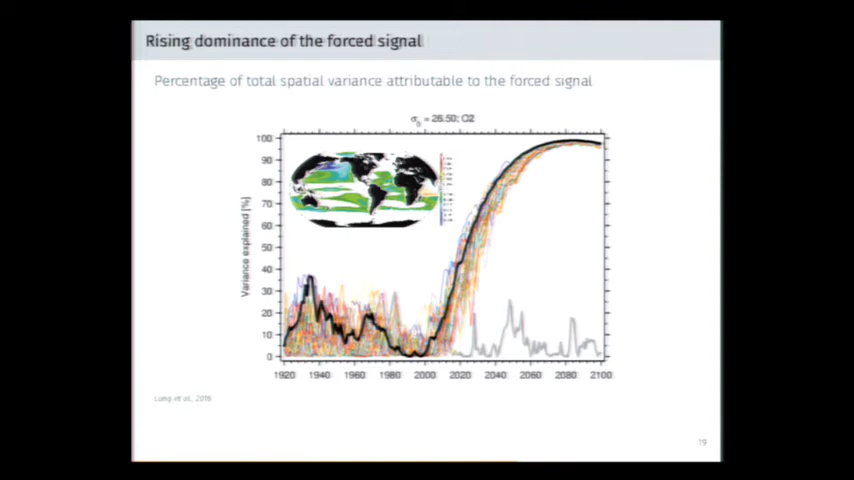 Rising dominance of the forced signal
Percentage of total spatial variance attributable to the forced signal
= 26.50; O2
100
90
80
70
60
50
40
30
20
10
0
Variance explained [%]
1920 1940 1960 1980 2000 2020 2040 2060 2080 2100
Long et al., 2016
19